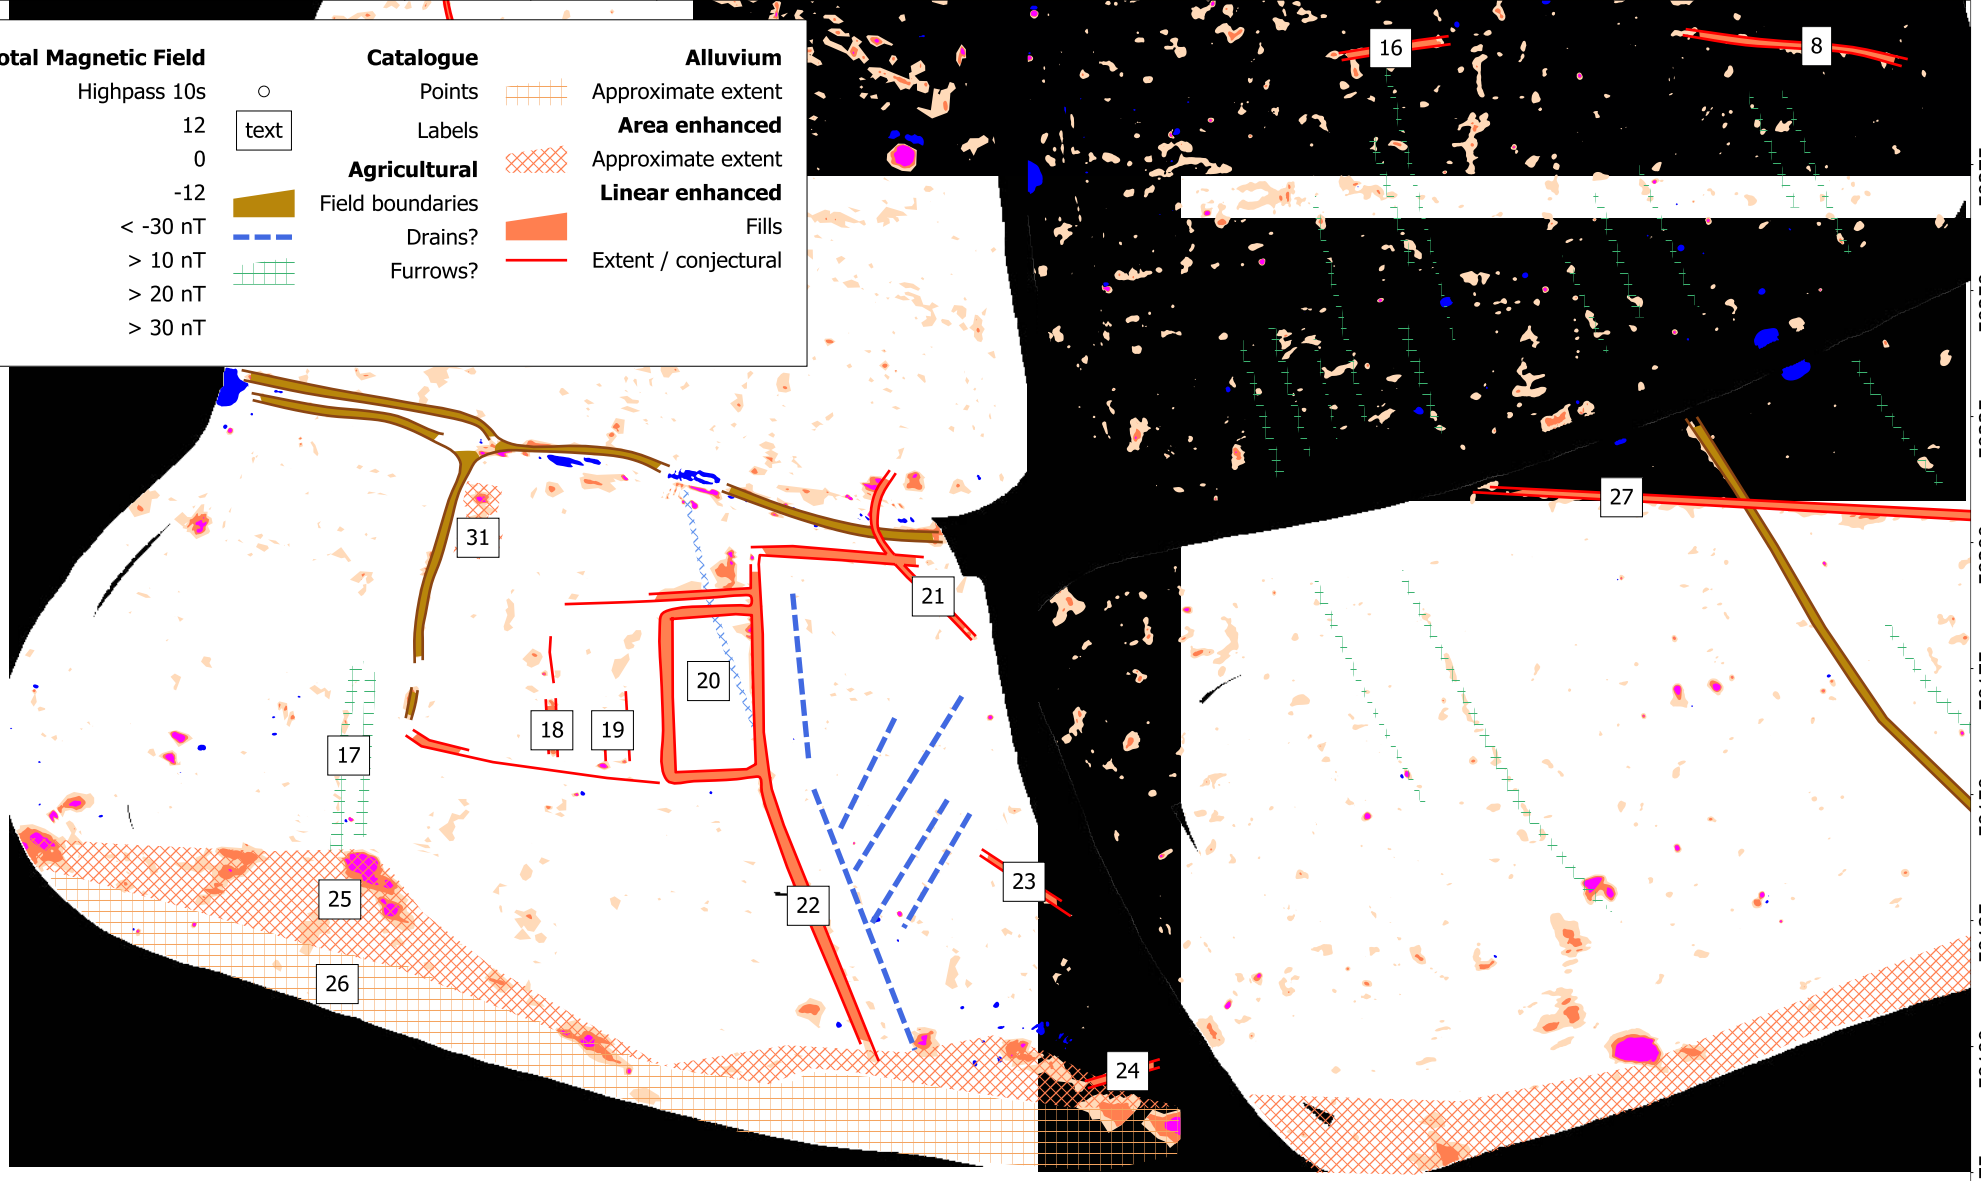 otal Magnetic Field
Highpass 10s
12
0
-12
< -30 nT
> 10 nT
> 20 nT
> 30 nT
text
Catalogue
Points
Labels
Agricultural
Field boundaries
Drains?
Furrows?
Alluvium
Approximate extent
Area enhanced
Approximate extent
Linear enhanced
Fills
Extent / conjectural
16
8
27
31
21
20
18
19
17
25
22
23
26
24